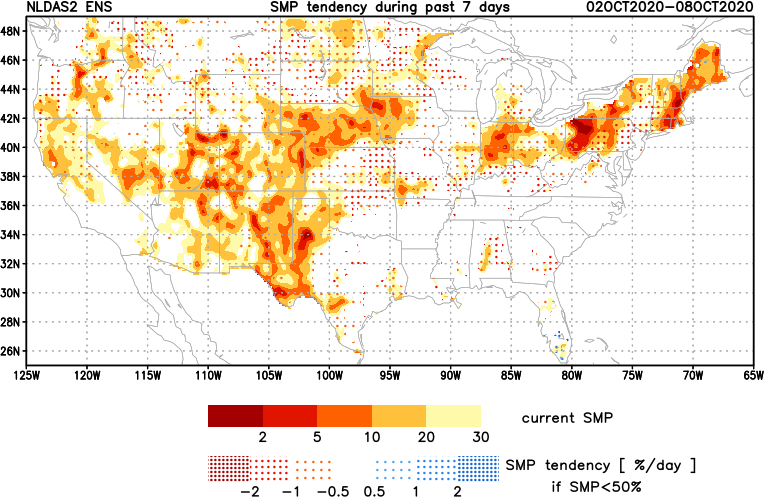 NLDAS2 ENS SMP tendency during past 7 days 02OCT2020–08OCT2020
48N
46N
44N
42N
40N
38N
36N
34N
32N
30N
28N
26N
125W 120W 115W 110W 105W 100W 95W 90W 85W 80W 75W 70W 65W
current SMP
2 5 10 20 30
SMP tendency [ %/day ]
if SMP<50%
−2 −1 −0.5 0.5 1 2